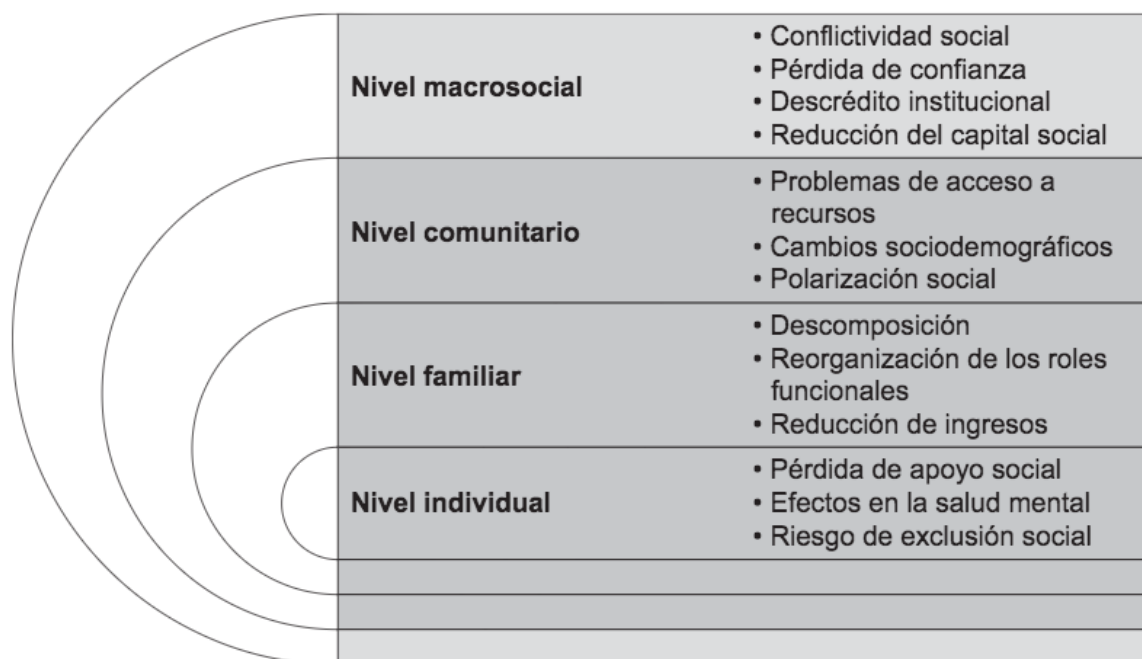 Nivel macrosocial
• Conflictividad social
• Pérdida de confianza
• Descrédito institucional
• Reducción del capital social
Nivel comunitario
• Problemas de acceso a
recursos
• Cambios sociodemográficos
• Polarización social
Nivel familiar
• Descomposición
• Reorganización de los roles
funcionales
• Reducción de ingresos
Nivel individual
• Pérdida de apoyo social
• Efectos en la salud mental
• Riesgo de exclusión social